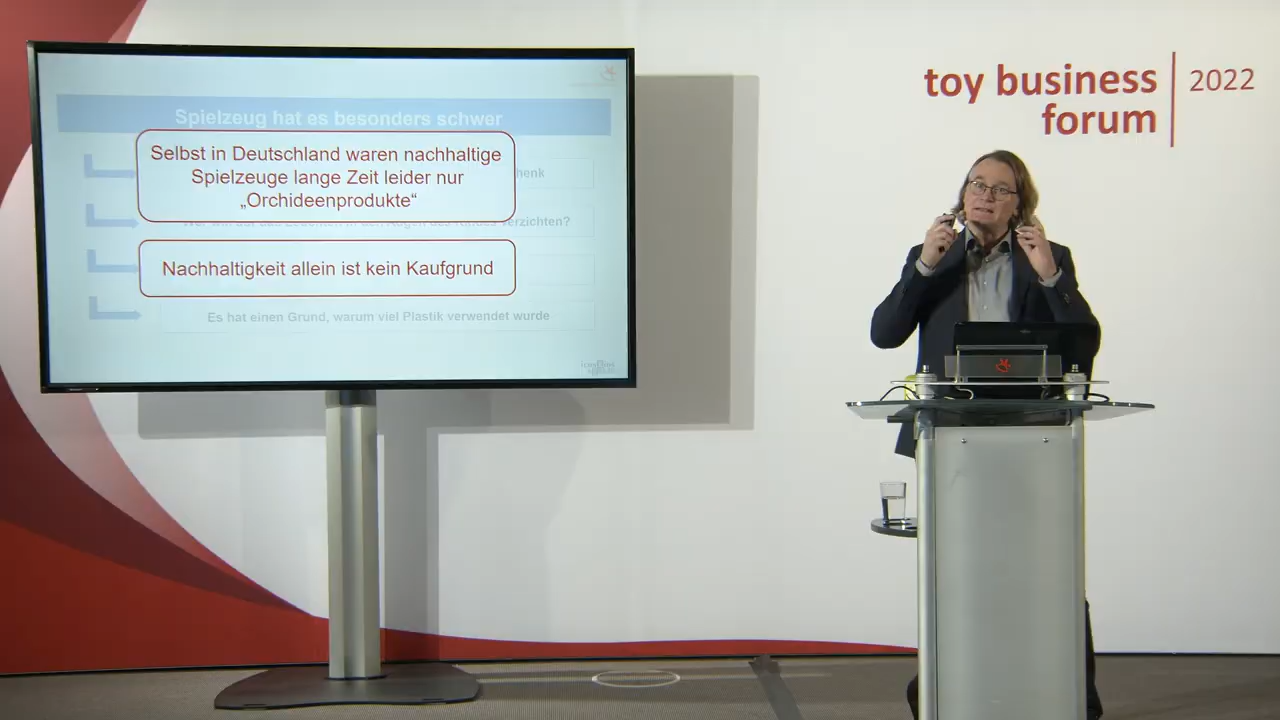 toy business
forum
2022
Spielzeug hat es besonders schwer
Selbst in Deutschland waren nachhaltige
Spielzeuge lange Zeit leider nur
„Orchideenprodukte“
verzichten?
Nachhaltigkeit allein ist kein Kaufgrund
Es hat einen Grund, warum viel Plastik verwendet wurde